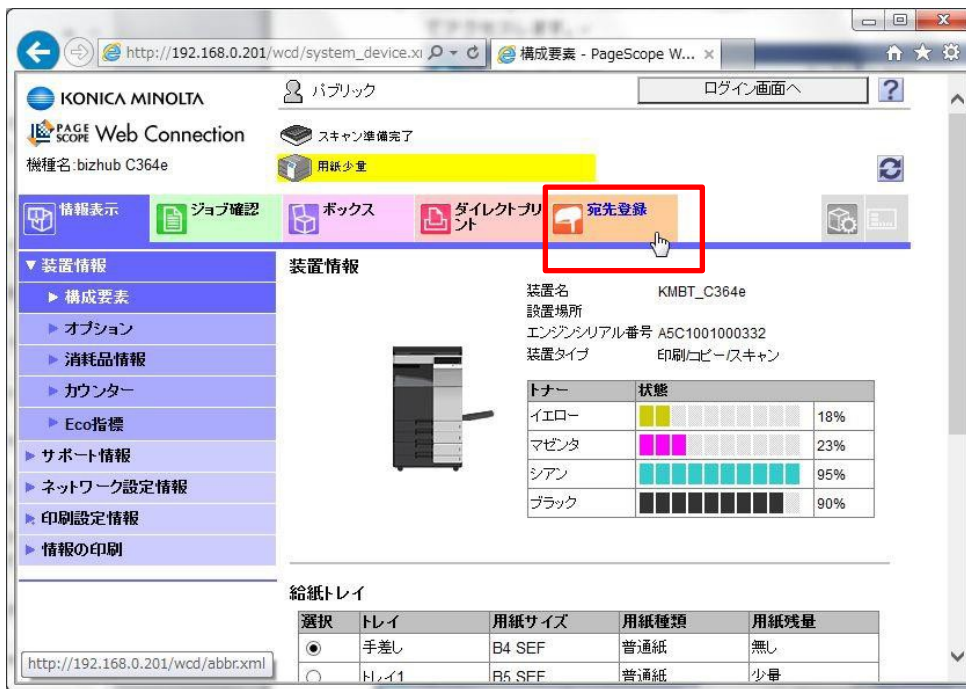 http://192.168.0.201/wcd/system_device.xi
構成要素 - PageScope W...
KONICA MINOLTA
パブリック
ログイン画面へ
?
PAGE SCOPE Web Connection
スキャン準備完了
機種名:bizhub C364e
用紙少量
情報表示
ジョブ確認
ボックス
ダイレクトプリント
宛先登録
▼装置情報
▶構成要素
▶オプション
▶消耗品情報
▶カウンター
▶Eco指標
▶サポート情報
▶ネットワーク設定情報
▶印刷設定情報
▶情報の印刷
装置情報
装置名 KMBT_C364e
設置場所
エンジンシリアル番号 A5C1001000332
装置タイプ 印刷/コピー/スキャン
トナー 状態
イエロー 18%
マゼンタ 23%
シアン 95%
ブラック 90%
給紙トレイ
選択 トレイ 用紙サイズ 用紙種類 用紙残量
手差し B4 SEF 普通紙 無し
トレイ1 B5 SEF 普通紙 少量
http://192.168.0.201/wcd/abbr.xml